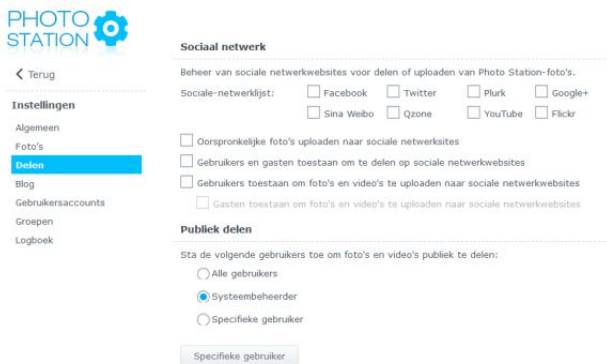 PHOTO
STATION
Terug
Instellingen
Algemeen
Foto's
Delen
Blog
Gebruikersaccounts
Groepen
Logboek
Sociaal netwerk
Beheer van sociale netwerkwebsites voor delen of uploaden van Photo Station-foto's.
Sociale-netwerklijst: Facebook Twitter Plurk Google+
Sina Weibo Qzone YouTube Flickr
Oorspronkelijke foto's uploaden naar sociale netwerksites
Gebruikers en gasten toestaan om te delen op sociale netwerkwebsites
Gebruikers toestaan om foto's en video's te uploaden naar sociale netwerkwebsites
Gasten toestaan om foto's en video's te uploaden naar sociale netwerkwebsites
Publiek delen
Sta de volgende gebruikers toe om foto's en video's publiek te delen:
Alle gebruikers
Systeembeheerder
Specifieke gebruiker
Specifieke gebruiker